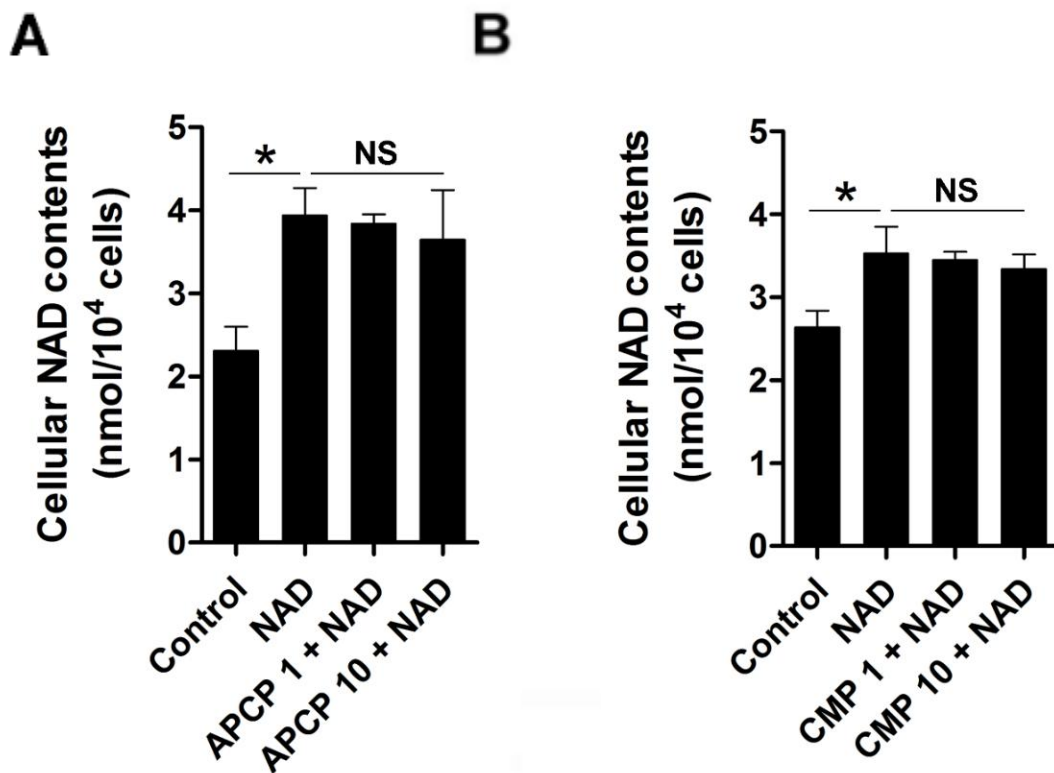 A
Cellular NAD contents
(nmol/10⁴ cells)
5
4
3
2
1
0
*
NS
Control
NAD
APCP 1 + NAD
APCP 10 + NAD
B
Cellular NAD contents
(nmol/10⁴ cells)
5
4
3
2
1
0
*
NS
Control
NAD
CMP 1 + NAD
CMP 10 + NAD